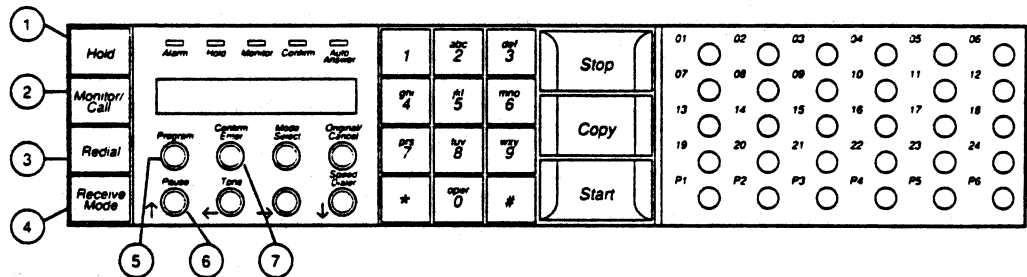 1
Hold
2
Monitor/
Call
3
Redial
4
Receive
Mode
Alarm Hold Monitor Confirm Auto
Answer
Program Confirm
Enter Mode
Select Original/
Cancel
Pause Tone Speed
Dialer
↑ ← → ↓
5 6 7
1 abc
2 def
3
ghi
4 jkl
5 mno
6
prs
7 tuv
8 wxy
9
* oper
0 #
Stop
Copy
Start
01 02 03 04 05 06
07 08 09 10 11 12
13 14 15 16 17 18
19 20 21 22 23 24
P1 P2 P3 P4 P5 P6